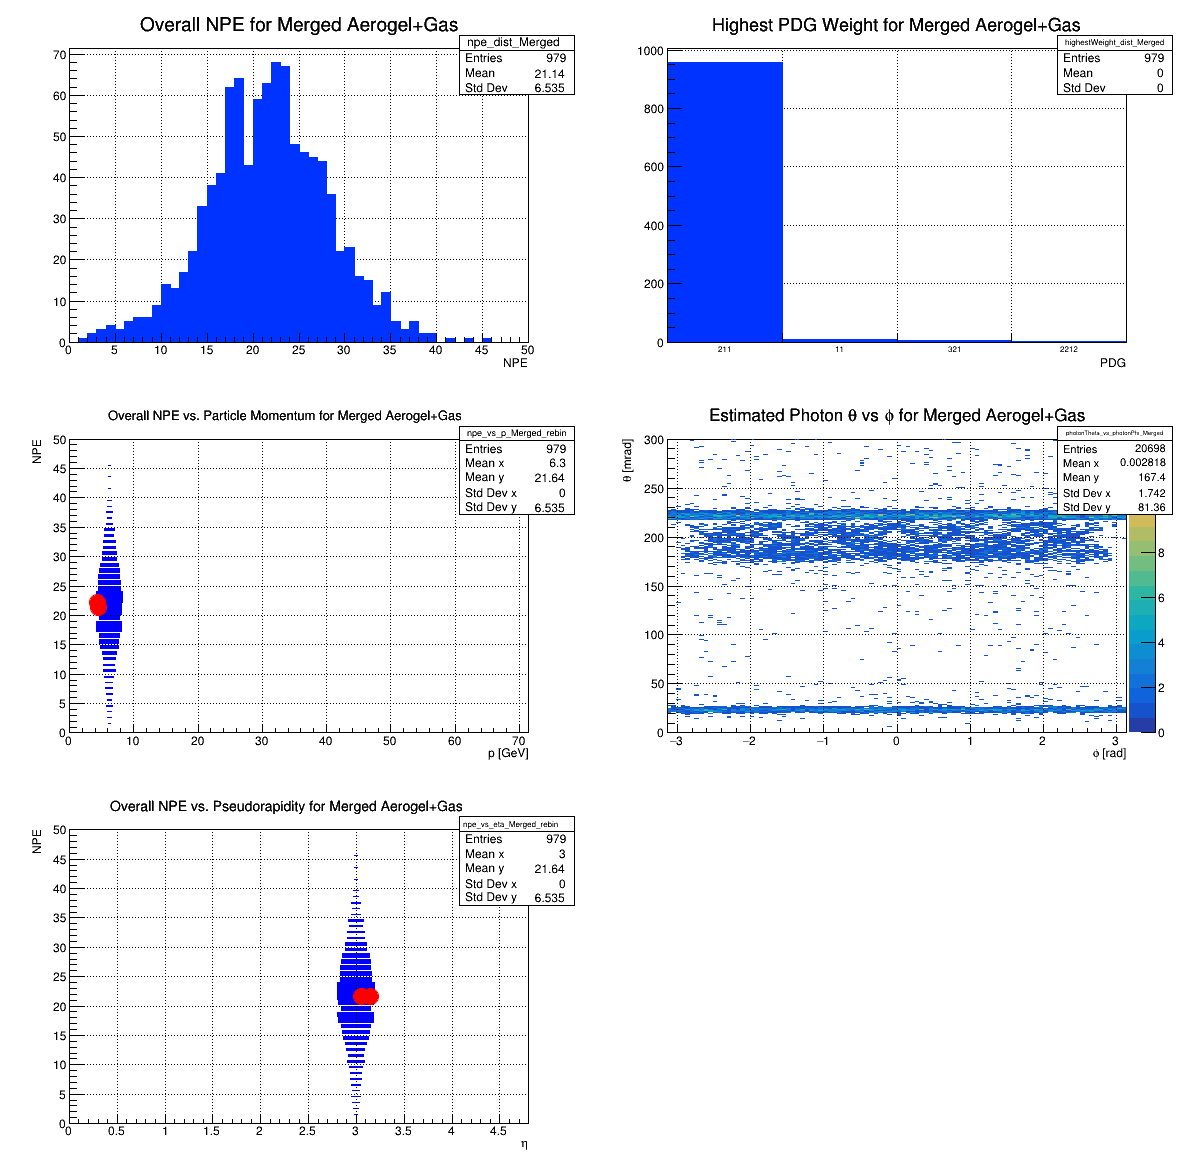 Overall NPE for Merged Aerogel+Gas
npe_dist_Merged
Entries 979
Mean 21.14
Std Dev 6.535
70
60
50
40
30
20
10
0
0 5 10 15 20 25 30 35 40 45 50
NPE
Highest PDG Weight for Merged Aerogel+Gas
highestWeight_dist_Merged
Entries 979
Mean 0
Std Dev 0
1000
800
600
400
200
0
211 11 321 2212
PDG
Overall NPE vs. Particle Momentum for Merged Aerogel+Gas
npe_vs_p_Merged_rebin
Entries 979
Mean x 6.3
Mean y 21.64
Std Dev x 0
Std Dev y 6.535
NPE
50
45
40
35
30
25
20
15
10
5
0
0 10 20 30 40 50 60 70
p [GeV]
Estimated Photon θ vs ϕ for Merged Aerogel+Gas
photonTheta_vs_photonPhi_Merged
Entries 20698
Mean x 0.002818
Mean y 167.4
Std Dev x 1.742
Std Dev y 81.36
θ [mrad]
300
250
200
150
100
50
0
−3 −2 −1 0 1 2 3
ϕ [rad]
8
6
4
2
0
Overall NPE vs. Pseudorapidity for Merged Aerogel+Gas
npe_vs_eta_Merged_rebin
Entries 979
Mean x 3
Mean y 21.64
Std Dev x 0
Std Dev y 6.535
NPE
50
45
40
35
30
25
20
15
10
5
0
0 0.5 1 1.5 2 2.5 3 3.5 4 4.5
η